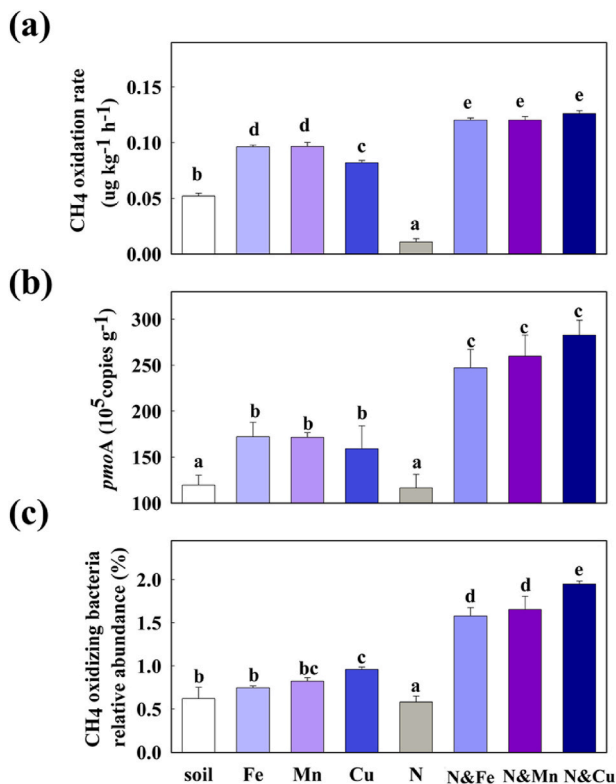 (a)
CH4 oxidation rate
(ug kg-1 h-1)
0.15
0.10
0.05
0.00
b
d
d
c
a
e
e
e
(b)
pmoA (10^5copies g-1)
300
250
200
150
100
a
b
b
b
a
c
c
c
(c)
CH4 oxidizing bacteria
relative abundance (%)
2.0
1.5
1.0
0.5
0.0
b
b
bc
c
a
d
d
e
soil Fe Mn Cu N N&Fe N&Mn N&Cu